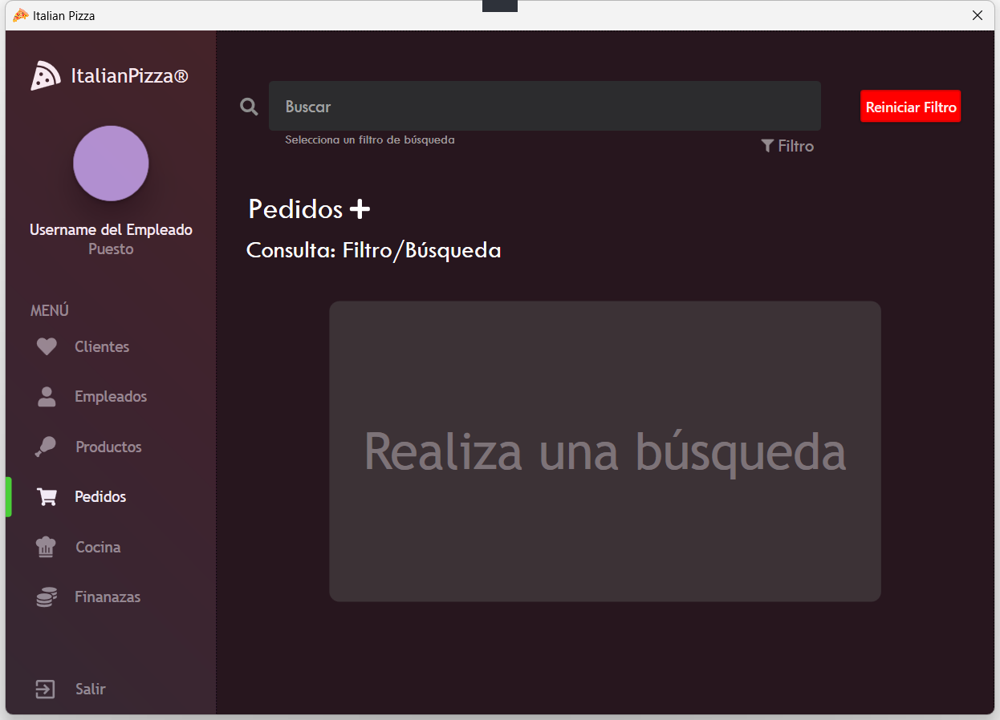 Italian Pizza
ItalianPizza®
Username del Empleado
Puesto
MENÚ
Clientes
Empleados
Productos
Pedidos
Cocina
Finanazas
Salir
Buscar
Reiniciar Filtro
Selecciona un filtro de búsqueda
Filtro
Pedidos
Consulta: Filtro/Búsqueda
Realiza una búsqueda